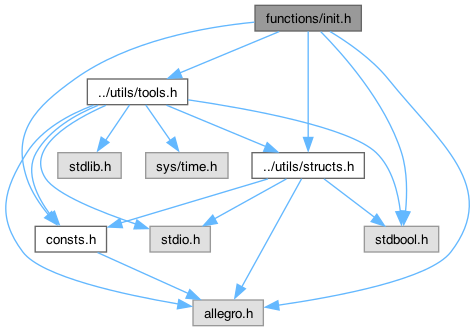 functions/init.h
../utils/tools.h
stdlib.h
sys/time.h
../utils/structs.h
consts.h
stdio.h
stdbool.h
allegro.h